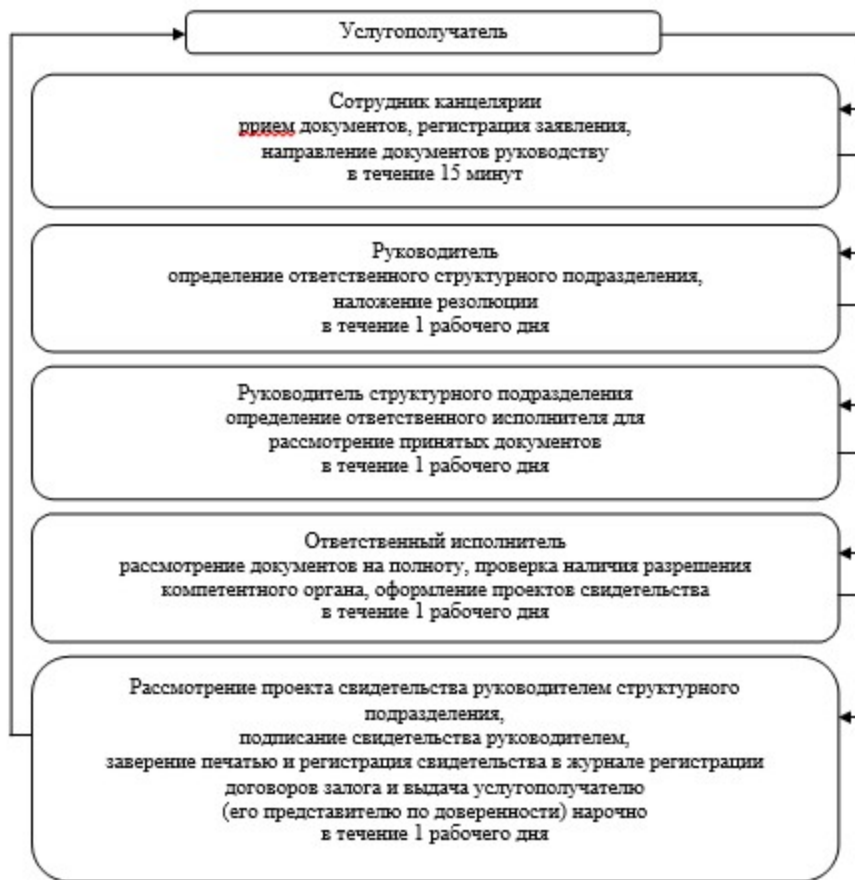 Услугополучатель
Сотрудник канцелярии
ррием документов, регистрация заявления,
направление документов руководству
в течение 15 минут
Руководитель
определение ответственного структурного подразделения,
наложение резолюции
в течение 1 рабочего дня
Руководитель структурного подразделения
определение ответственного исполнителя для
рассмотрение принятых документов
в течение 1 рабочего дня
Ответственный исполнитель
рассмотрение документов на полноту, проверка наличия разрешения
компетентного органа, оформление проектов свидетельства
в течение 1 рабочего дня
Рассмотрение проекта свидетельства руководителем структурного
подразделения,
подписание свидетельства руководителем,
заверение печатью и регистрация свидетельства в журнале регистрации
договоров залога и выдача услугополучателю
(его представителю по доверенности) нарочно
в течение 1 рабочего дня